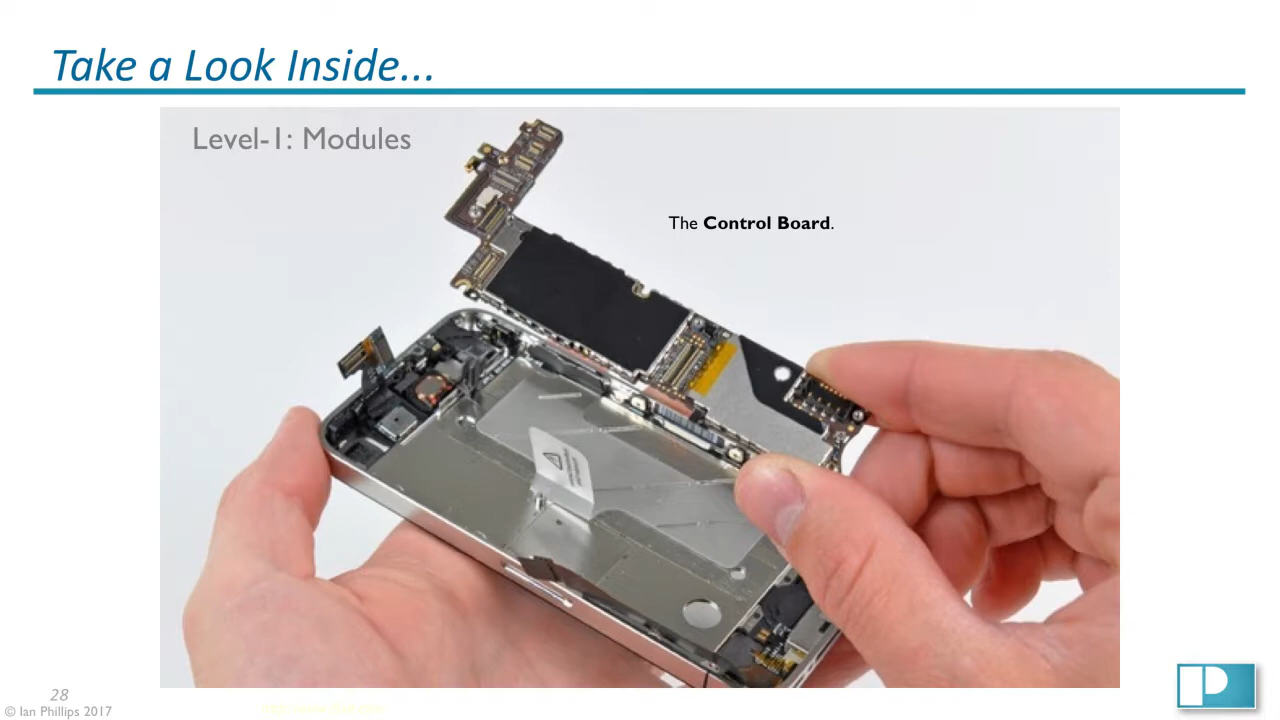 Take a Look Inside...
Level-1: Modules
The Control Board.
28
© Ian Phillips 2017